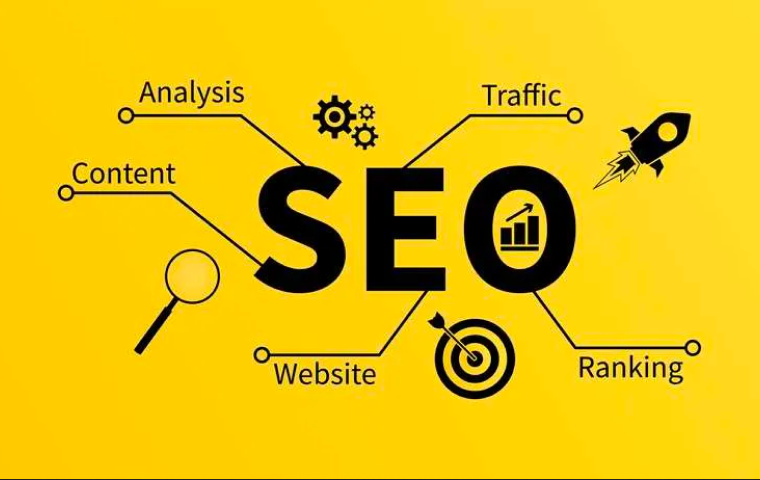 Analysis
Traffic
Content
SEO
Website
Ranking